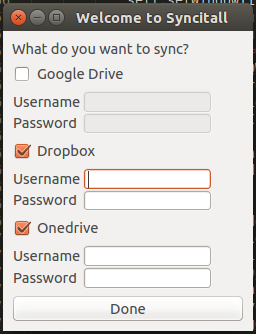 Welcome to Syncitall
What do you want to sync?
Google Drive
Username
Password
Dropbox
Username
Password
Onedrive
Username
Password
Done